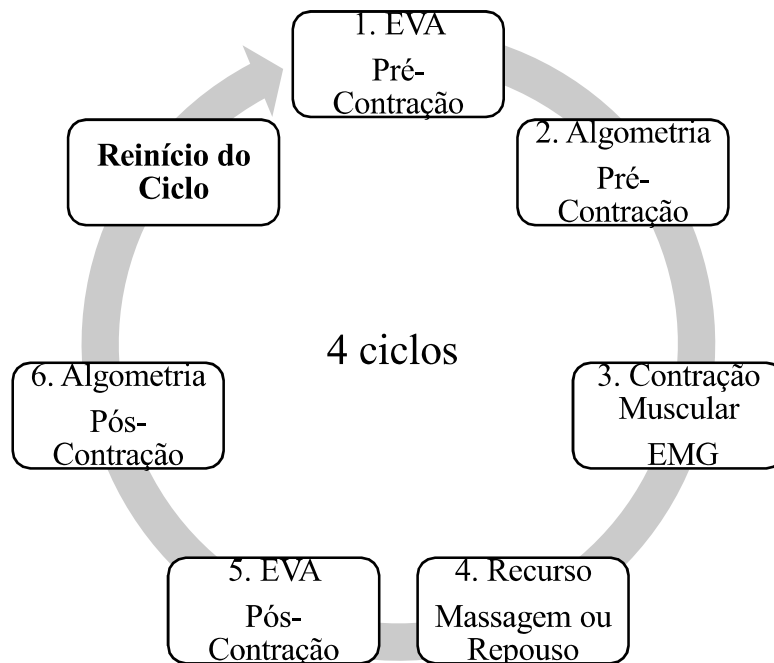 1. EVA
Pré-
Contração
2. Algometria
Pré-
Contração
3. Contração
Muscular
EMG
4. Recurso
Massagem ou
Repouso
5. EVA
Pós-
Contração
6. Algometria
Pós-
Contração
Reinício do
Ciclo
4 ciclos